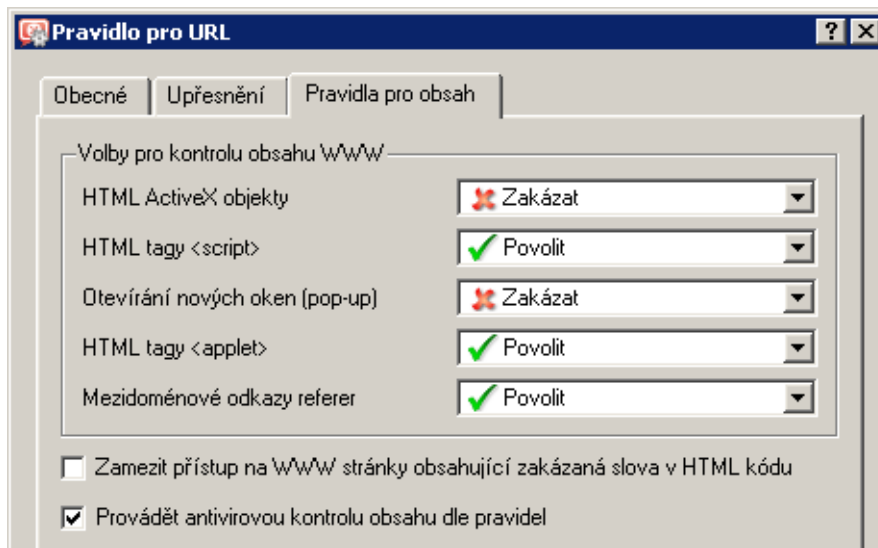 Pravidlo pro URL
Obecné Upřesnění Pravidla pro obsah
Volby pro kontrolu obsahu WWW
HTML ActiveX objekty Zakázat
HTML tagy <script> Povolit
Otevírání nových oken (pop-up) Zakázat
HTML tagy <applet> Povolit
Mezidoménové odkazy referer Povolit
Zamezit přístup na WWW stránky obsahující zakázaná slova v HTML kódu
Provádět antivirovou kontrolu obsahu dle pravidel